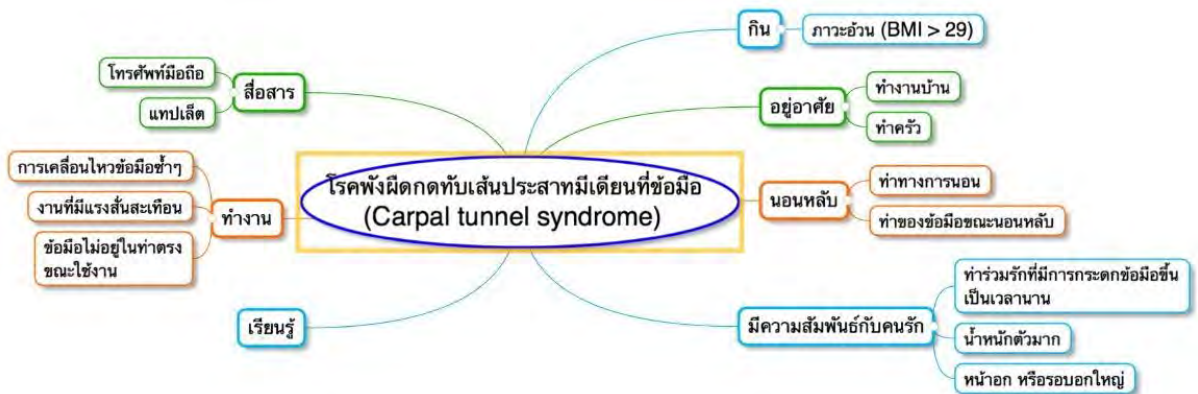 โรคพังผืดกดทับเส้นประสาทมีเดียนที่ข้อมือ
(Carpal tunnel syndrome)
กิน
ภาวะอ้วน (BMI > 29)
อยู่อาศัย
ทำงานบ้าน
ทำครัว
นอนหลับ
ท่าทางการนอน
ท่าของข้อมือขณะนอนหลับ
มีความสัมพันธ์กับคนรัก
ท่าร่วมรักที่มีการกระดกข้อมือขึ้น
เป็นเวลานาน
น้ำหนักตัวมาก
หน้าอก หรือรอบอกใหญ่
สื่อสาร
โทรศัพท์มือถือ
แทปเล็ต
ทำงาน
การเคลื่อนไหวข้อมือซ้ำๆ
งานที่มีแรงสั่นสะเทือน
ข้อมือไม่อยู่ในท่าตรง
ขณะใช้งาน
เรียนรู้